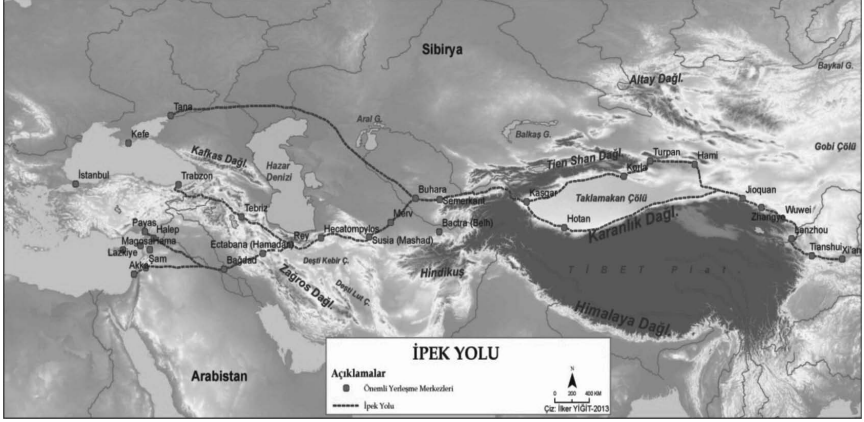 Sibirya
Baykal G.
Altay Dağl.
Tana
Aral G.
Balkaş G.
Kefe
Gobi Çölü
Kafkas Dağl.
Hazar
Denizi
Tien Shan Dağl.
Turpan
Hami
Korla
İstanbul
Trabzon
Buhara
Semerkant
Kaşgar
Taklamakan Çölü
Jioquan
Wuwei
Zhangye
Tebriz
Merv
Hotan
Karanlık Dağl.
Payas
Halep
Rey
Hecatompylos
Bactra (Belh)
Lanzhou
Magosa
Hama
Ectabana (Hamadan)
Susia (Mashad)
Tianshui
Xi'an
Lazkiye
Şam
Bağdad
Deşti Kebir Ç.
Akka
Hindikuş
TİBET Plat
Zağros Dağl.
Deşti Lut Ç.
Himalaya Dağl.
Arabistan
İPEK YOLU
Açıklamalar
Önemli Yerleşme Merkezleri
İpek Yolu
N
0 200 400 KM
Çiz: İlker YİĞİT-2013